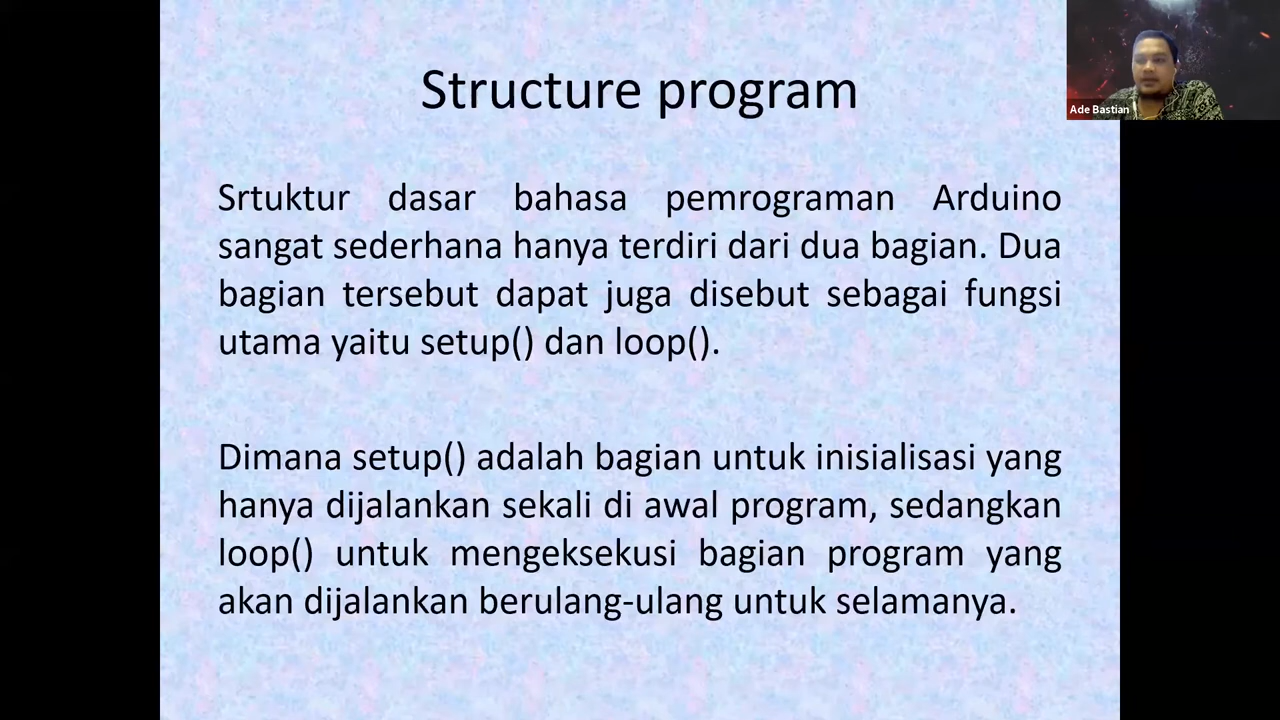 Structure program
Ade Bastian
Srtuktur dasar bahasa pemrograman Arduino
sangat sederhana hanya terdiri dari dua bagian. Dua
bagian tersebut dapat juga disebut sebagai fungsi
utama yaitu setup() dan loop().
Dimana setup() adalah bagian untuk inisialisasi yang
hanya dijalankan sekali di awal program, sedangkan
loop() untuk mengeksekusi bagian program yang
akan dijalankan berulang-ulang untuk selamanya.